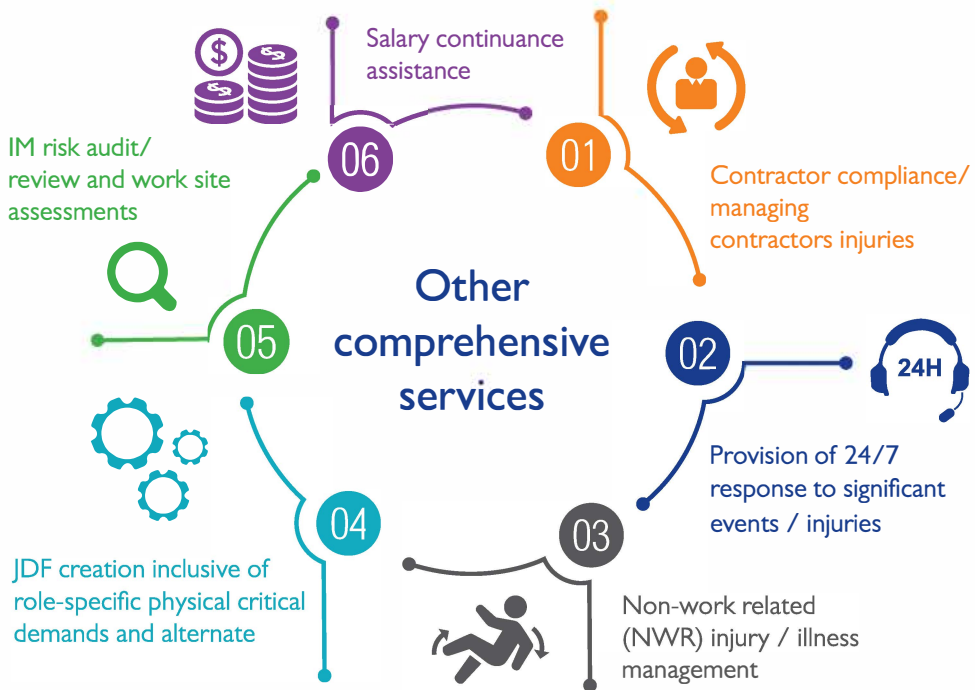 Other
comprehensive
services
01
Contractor compliance/
managing
contractors injuries
02
24H
Provision of 24/7
response to significant
events / injuries
03
Non-work related
(NWR) injury / illness
management
04
JDF creation inclusive of
role-specific physical critical
demands and alternate
05
IM risk audit/
review and work site
assessments
06
$
$
$
Salary continuance
assistance